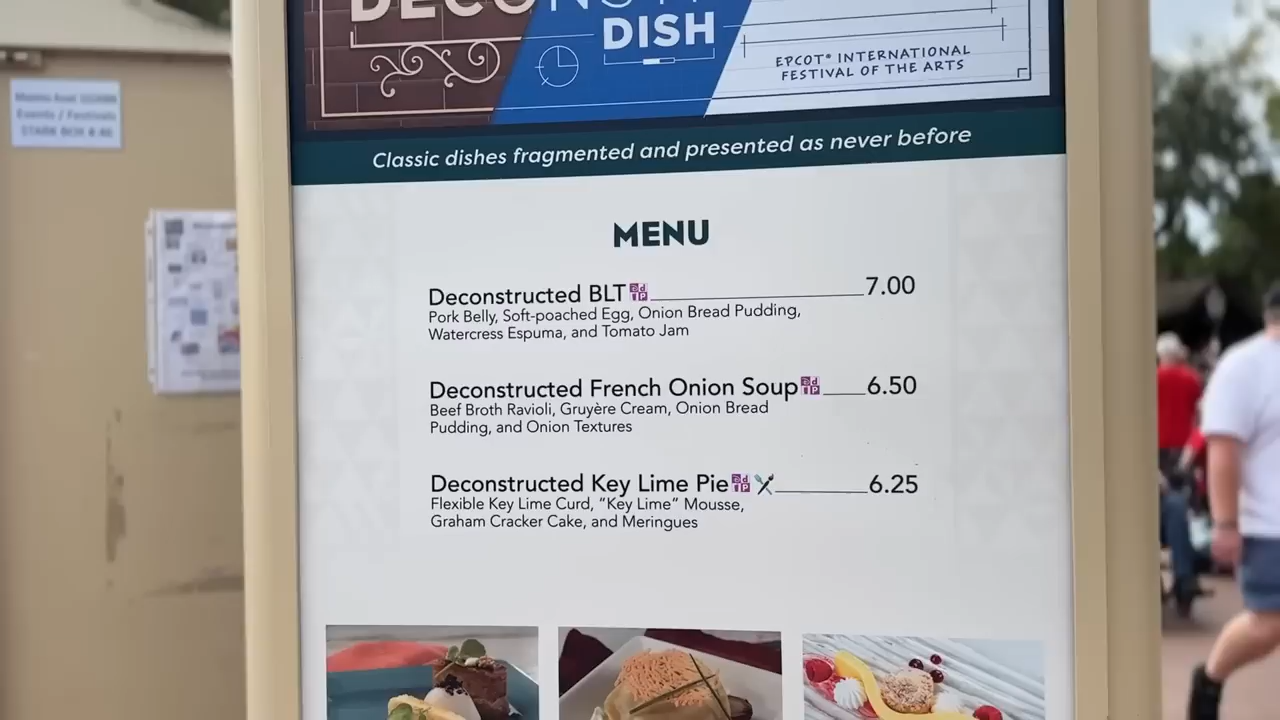 DECONST
DISH
EPCOT® INTERNATIONAL
FESTIVAL OF THE ARTS
Classic dishes fragmented and presented as never before
MENU
Deconstructed BLT 7.00
Pork Belly, Soft-poached Egg, Onion Bread Pudding,
Watercress Espuma, and Tomato Jam
Deconstructed French Onion Soup 6.50
Beef Broth Ravioli, Gruyère Cream, Onion Bread
Pudding, and Onion Textures
Deconstructed Key Lime Pie 6.25
Flexible Key Lime Curd, “Key Lime” Mousse,
Graham Cracker Cake, and Meringues
Events / Festivals